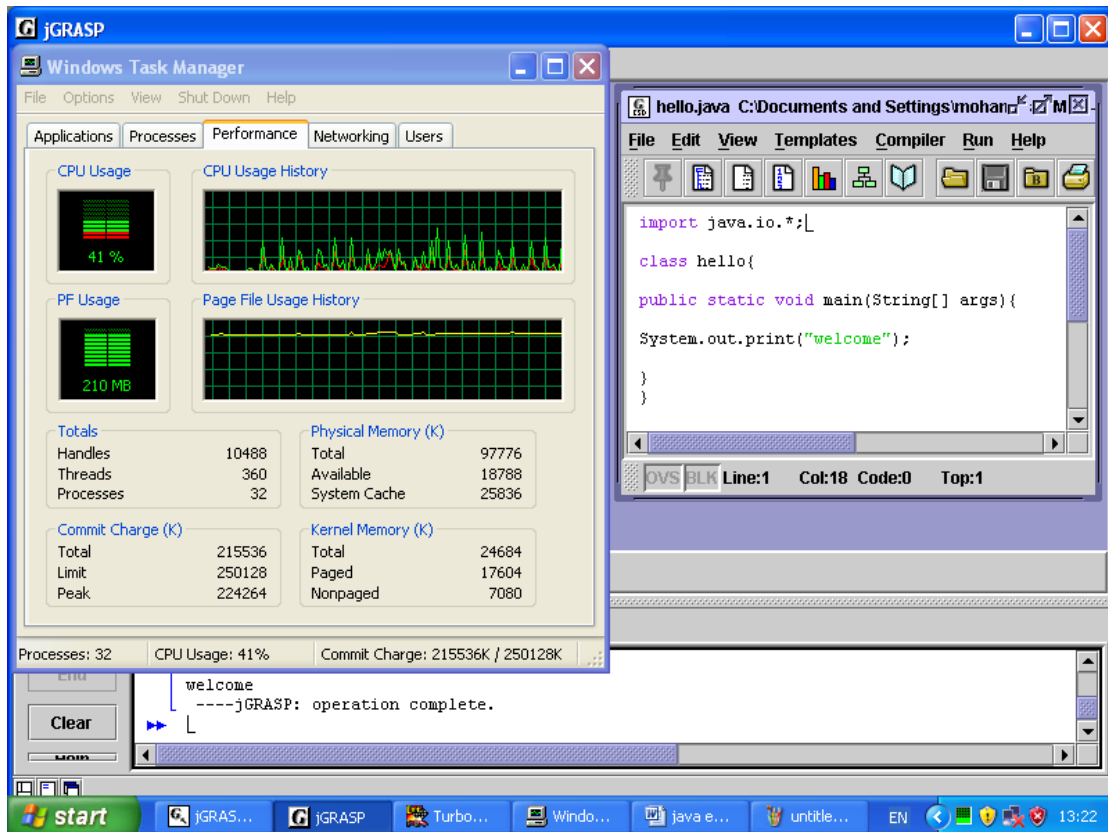 jGRASP
Windows Task Manager
File Options View Shut Down Help
Applications Processes Performance Networking Users
CPU Usage
CPU Usage History
41 %
PF Usage
Page File Usage History
210 MB
Totals
Handles 10488
Threads 360
Processes 32
Physical Memory (K)
Total 97776
Available 18788
System Cache 25836
Commit Charge (K)
Total 215536
Limit 250128
Peak 224264
Kernel Memory (K)
Total 24684
Paged 17604
Nonpaged 7080
Processes: 32 CPU Usage: 41% Commit Charge: 215536K / 250128K
hello.java C:\Documents and Settings\mohan
File Edit View Templates Compiler Run Help
import java.io.*;
class hello{
public static void main(String[] args){
System.out.print("welcome");
}
}
OVS BLK Line:1 Col:18 Code:0 Top:1
End
Clear
Help
welcome
----jGRASP: operation complete.
start jGRAS... jGRASP Turbo... Windo... java e... untitle... EN 13:22